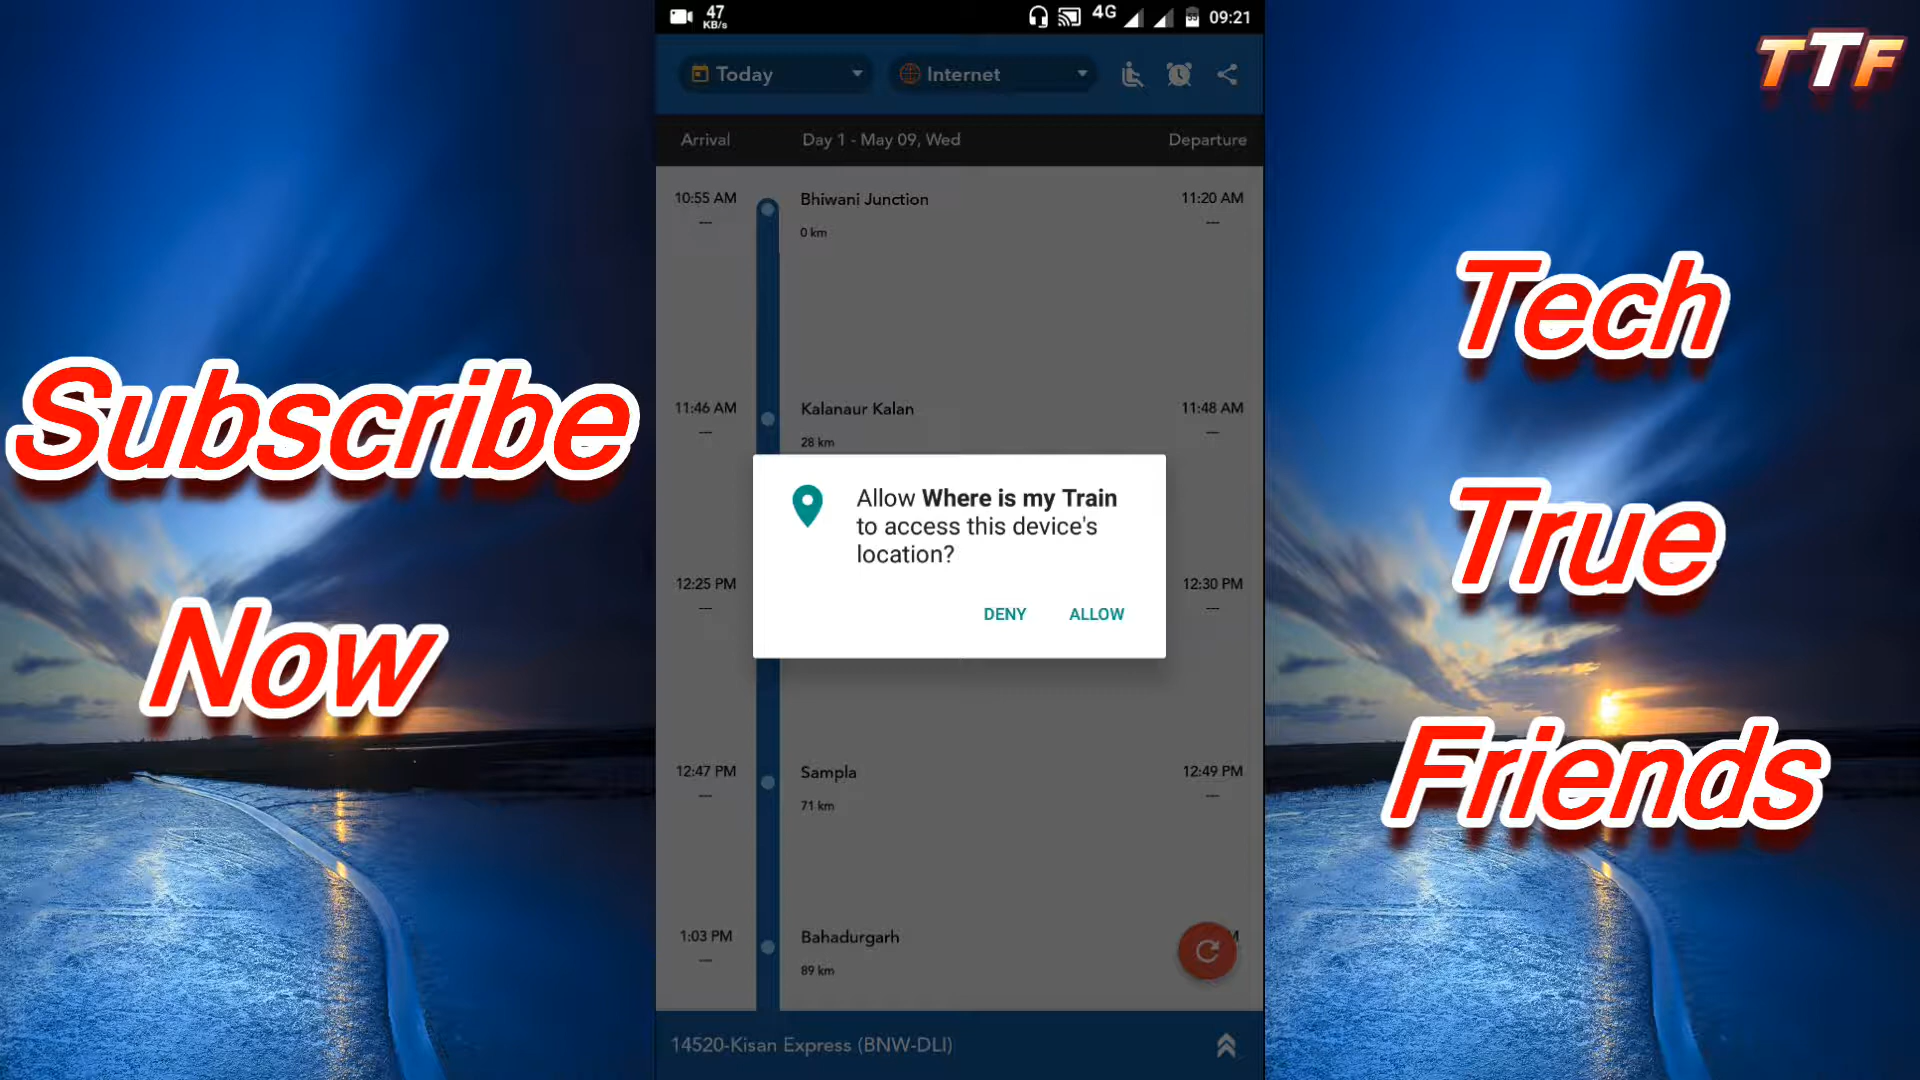 47
KB/s
4G
09:21
TTF
Today
Internet
Arrival
Day 1 - May 09, Wed
Departure
10:55 AM
Bhiwani Junction
11:20 AM
---
0 km
---
11:46 AM
Kalanaur Kalan
11:48 AM
---
28 km
---
Allow Where is my Train
to access this device's
location?
DENY
ALLOW
12:25 PM
12:30 PM
---
---
12:47 PM
Sampla
12:49 PM
---
71 km
---
1:03 PM
Bahadurgarh
M
---
89 km
14520-Kisan Express (BNW-DLI)
Subscribe
Now
Tech
True
Friends